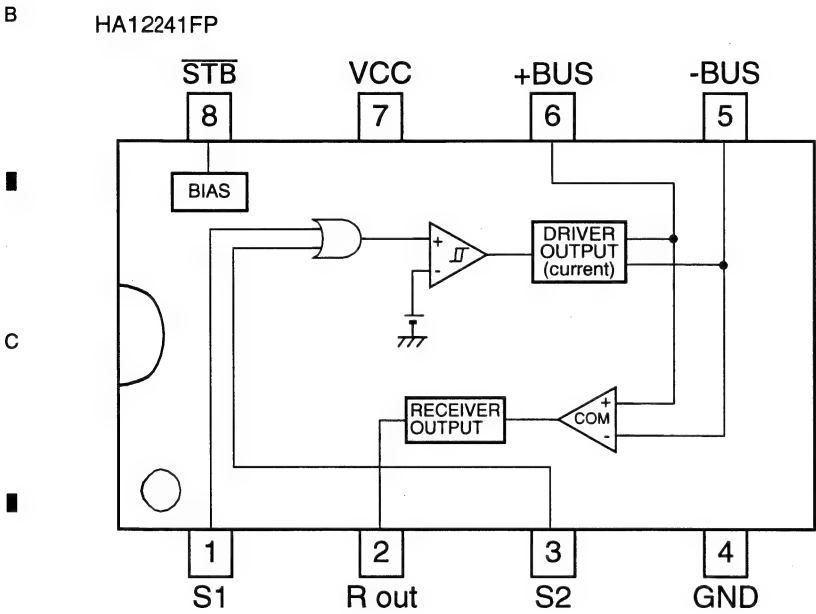 B
HA12241FP
STB VCC +BUS -BUS
8 7 6 5
BIAS
DRIVER
OUTPUT
(current)
+
-
C
RECEIVER
OUTPUT
COM
+
-
1 2 3 4
S1 R out S2 GND